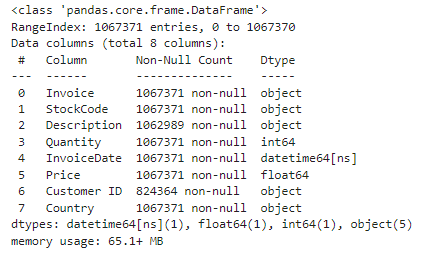 <class 'pandas.core.frame.DataFrame'>
RangeIndex: 1067371 entries, 0 to 1067370
Data columns (total 8 columns):
 #   Column       Non-Null Count    Dtype
---  ------       --------------    -----
 0   Invoice      1067371 non-null  object
 1   StockCode    1067371 non-null  object
 2   Description  1062989 non-null  object
 3   Quantity     1067371 non-null  int64
 4   InvoiceDate  1067371 non-null  datetime64[ns]
 5   Price        1067371 non-null  float64
 6   Customer ID  824364 non-null   object
 7   Country      1067371 non-null  object
dtypes: datetime64[ns](1), float64(1), int64(1), object(5)
memory usage: 65.1+ MB